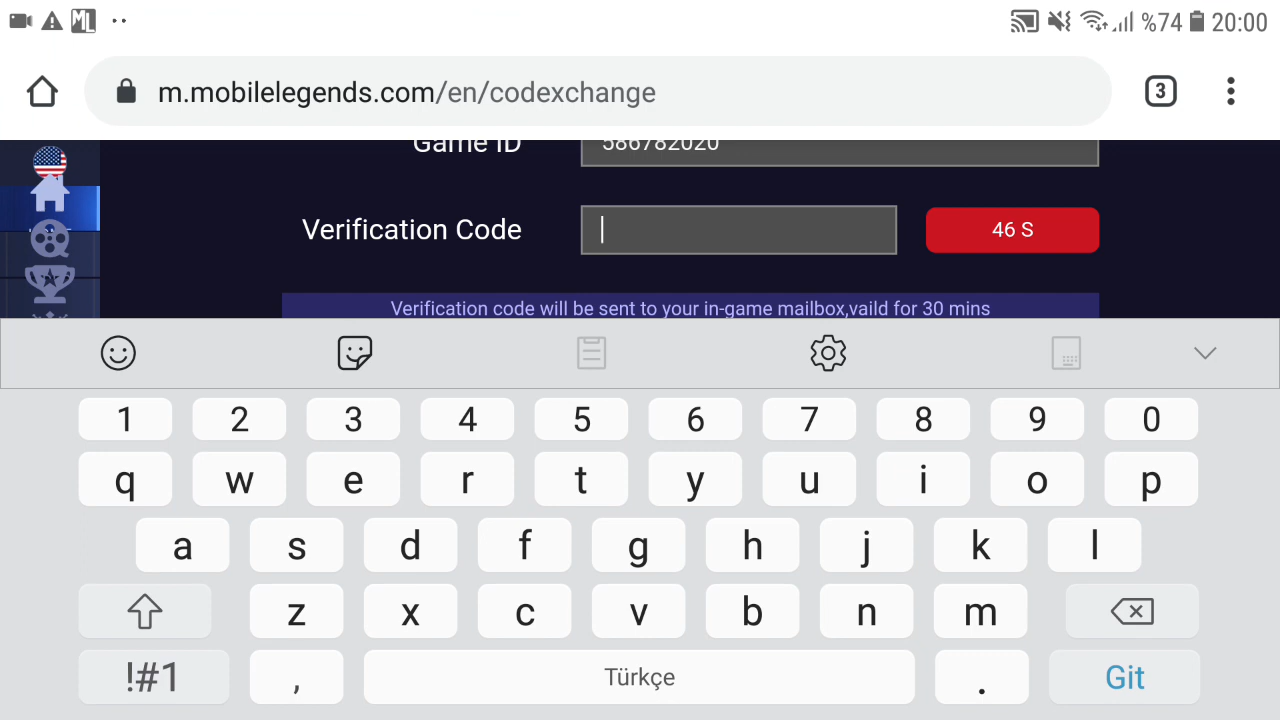 ML %74 20:00
m.mobilelegends.com/en/codexchange 3
Game ID 586782020
Verification Code 46 S
Verification code will be sent to your in-game mailbox,vaild for 30 mins
1 2 3 4 5 6 7 8 9 0
q w e r t y u i o p
a s d f g h j k l
z x c v b n m
!#1 , Türkçe . Git